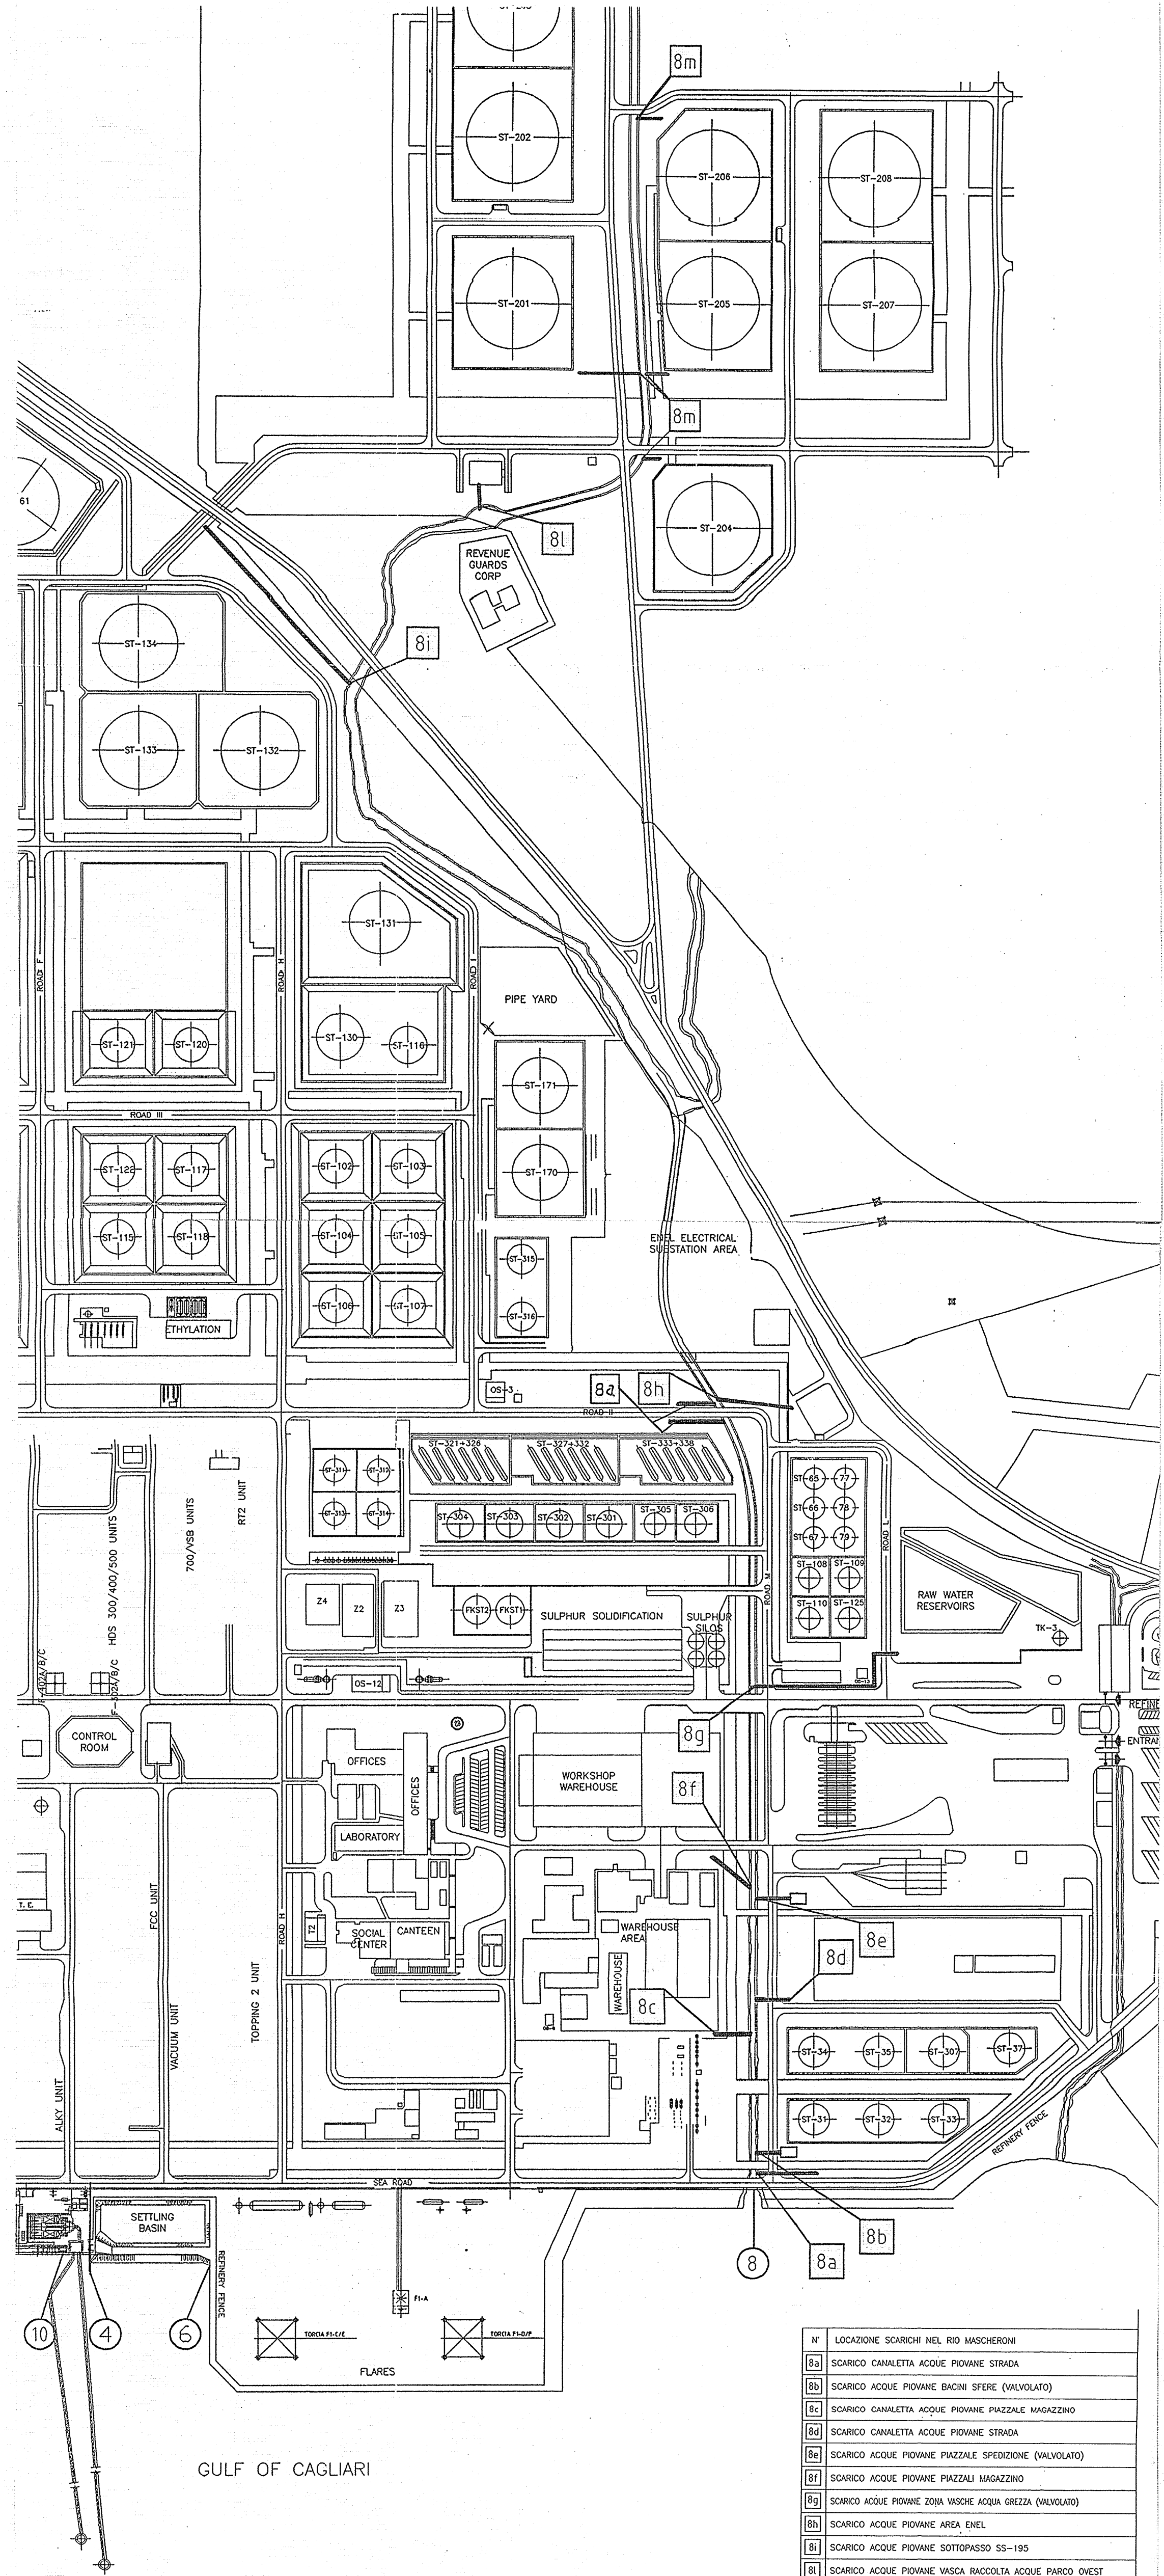 8m
ST-202
ST-206
ST-208
ST-201
ST-205
ST-207
8m
61
8l
ST-204
REVENUE
GUARDS
CORP
8i
ST-134
ST-133
ST-132
ST-131
ROAD F
ROAD H
ROAD I
PIPE YARD
ST-121
ST-120
ST-130
ST-116
ST-171
ROAD III
ST-122
ST-117
ST-102
ST-103
ST-170
ST-115
ST-118
ST-104
ST-105
ENEL ELECTRICAL
SUBSTATION AREA
ST-315
ST-106
ST-107
ST-316
ETHYLATION
OS-3
8a
8h
ROAD II
ST-321÷326
ST-327÷332
ST-333÷338
ST-311
ST-312
ST-313
ST-314
ST-304
ST-303
ST-302
ST-301
ST-305
ST-306
ST-65
77
ST-66
78
ST-67
79
ST-108
ST-109
ST-110
ST-125
ROAD L
ROAD M
RAW WATER
RESERVOIRS
TK-3
HDS 300/400/500 UNITS
700/VSB UNITS
RT2 UNIT
Z4
Z2
Z3
FKST2
FKST1
SULPHUR SOLIDIFICATION
SULPHUR
SILOS
F-402A/B/C
F-302A/B/C
OS-12
OS-13
8g
REFINE
ENTRAN
CONTROL
ROOM
OFFICES
OFFICES
LABORATORY
WORKSHOP
WAREHOUSE
8f
T.E.
FCC UNIT
ROAD H
T2
SOCIAL
CENTER
CANTEEN
WAREHOUSE
AREA
WAREHOUSE
8e
8d
8c
ALKY UNIT
VACUUM UNIT
TOPPING 2 UNIT
ST-34
ST-35
ST-307
ST-37
ST-31
ST-32
ST-33
REFINERY FENCE
SEA ROAD
SETTLING
BASIN
REFINERY FENCE
8b
8
8a
F1-A
10
4
6
TORCIA F1-C/E
TORCIA F1-D/F
FLARES
GULF OF CAGLIARI
N° LOCAZIONE SCARICHI NEL RIO MASCHERONI
8a SCARICO CANALETTA ACQUE PIOVANE STRADA
8b SCARICO ACQUE PIOVANE BACINI SFERE (VALVOLATO)
8c SCARICO CANALETTA ACQUE PIOVANE PIAZZALE MAGAZZINO
8d SCARICO CANALETTA ACQUE PIOVANE STRADA
8e SCARICO ACQUE PIOVANE PIAZZALE SPEDIZIONE (VALVOLATO)
8f SCARICO ACQUE PIOVANE PIAZZALI MAGAZZINO
8g SCARICO ACQUE PIOVANE ZONA VASCHE ACQUA GREZZA (VALVOLATO)
8h SCARICO ACQUE PIOVANE AREA ENEL
8i SCARICO ACQUE PIOVANE SOTTOPASSO SS-195
8l SCARICO ACQUE PIOVANE VASCA RACCOLTA ACQUE PARCO OVEST